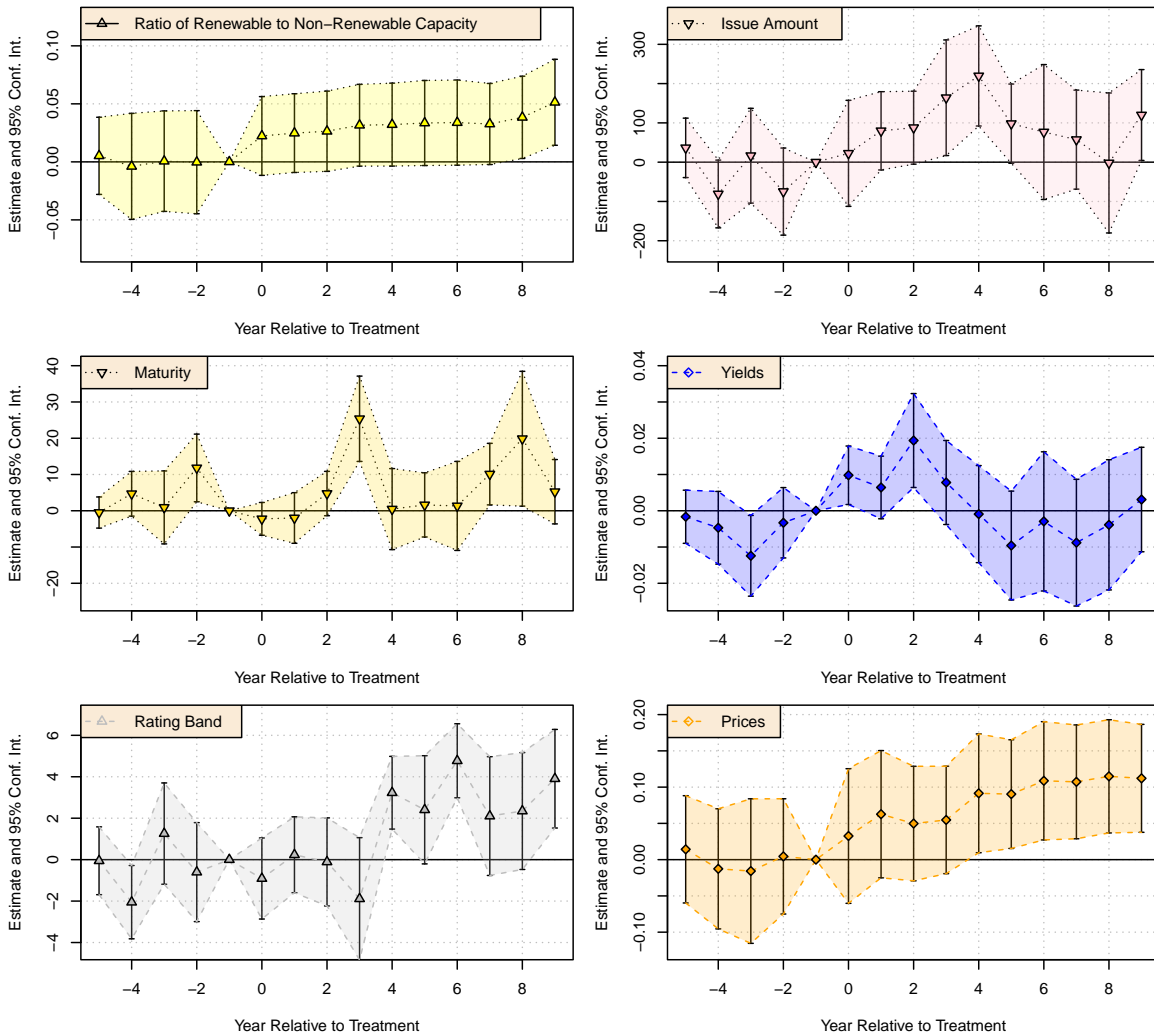 Ratio of Renewable to Non−Renewable Capacity
Estimate and 95% Conf. Int.
0.10
0.05
0.00
−0.05
−4 −2 0 2 4 6 8
Year Relative to Treatment
Issue Amount
Estimate and 95% Conf. Int.
300
100
0
−200
−4 −2 0 2 4 6 8
Year Relative to Treatment
Maturity
Estimate and 95% Conf. Int.
40
30
20
10
0
−20
−4 −2 0 2 4 6 8
Year Relative to Treatment
Yields
Estimate and 95% Conf. Int.
0.04
0.02
0.00
−0.02
−4 −2 0 2 4 6 8
Year Relative to Treatment
Rating Band
Estimate and 95% Conf. Int.
6
4
2
0
−2
−4
−4 −2 0 2 4 6 8
Year Relative to Treatment
Prices
Estimate and 95% Conf. Int.
0.20
0.10
0.00
−0.10
−4 −2 0 2 4 6 8
Year Relative to Treatment